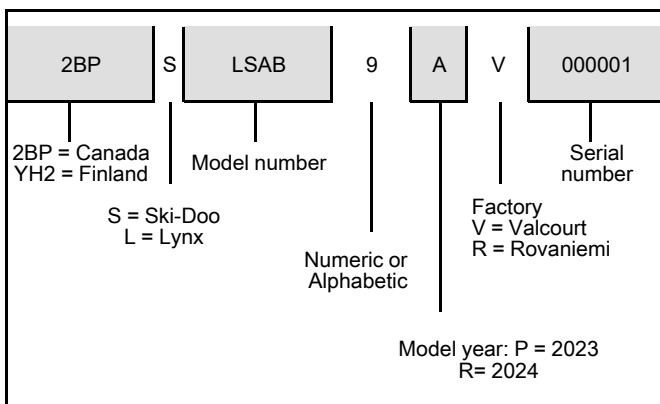 2BP S LSAB 9 A V 000001
2BP = Canada
YH2 = Finland
Model number
Serial
number
S = Ski-Doo
L = Lynx
Factory
V = Valcourt
R = Rovaniemi
Numeric or
Alphabetic
Model year: P = 2023
R= 2024